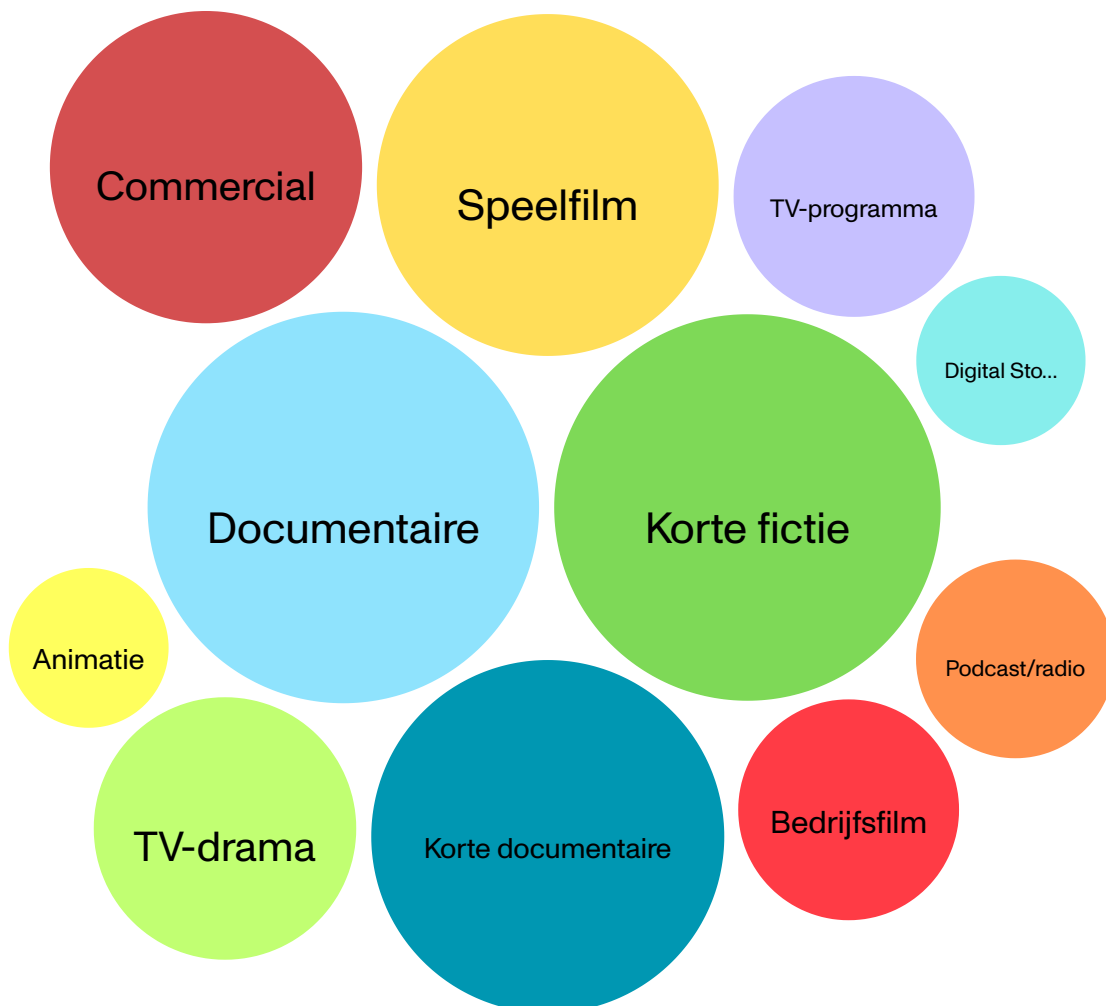 Commercial
Speelfilm
TV-programma
Digital Sto...
Documentaire
Korte fictie
Animatie
Podcast/radio
TV-drama
Korte documentaire
Bedrijfsfilm